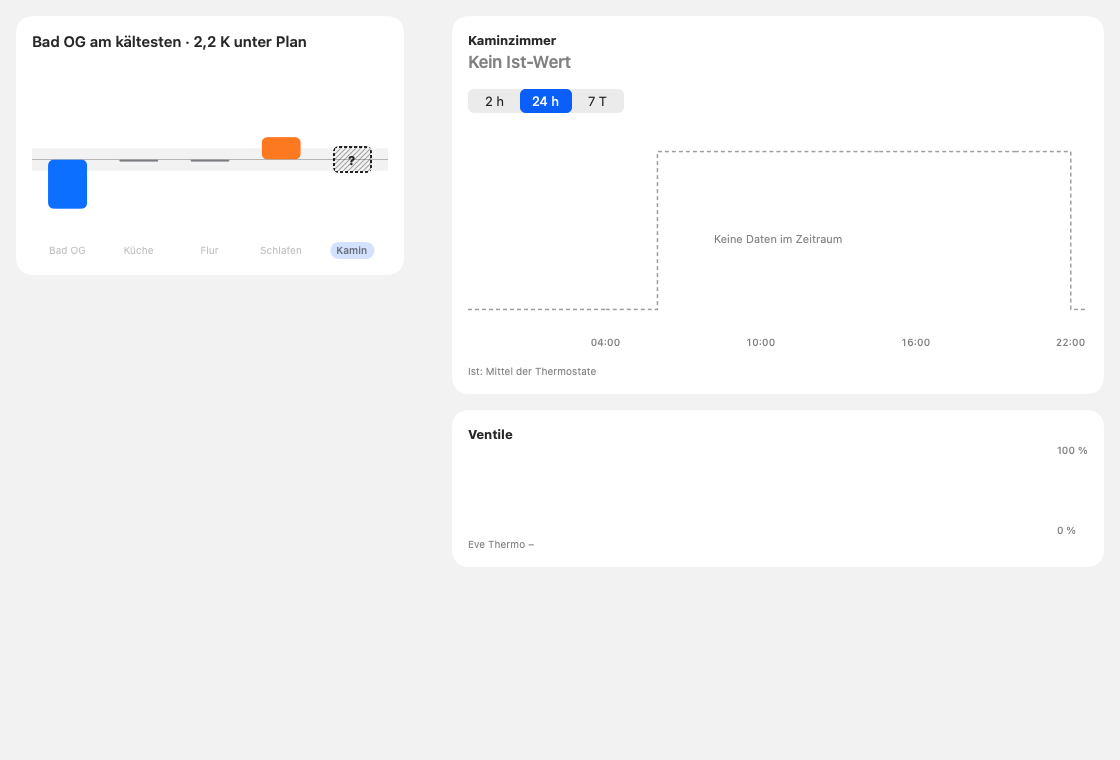 Bad OG am kältesten · 2,2 K unter Plan
?
Bad OG Küche Flur Schlafen Kamin
Kaminzimmer
Kein Ist-Wert
2 h 24 h 7 T
Keine Daten im Zeitraum
04:00 10:00 16:00 22:00
Ist: Mittel der Thermostate
Ventile
100 %
0 %
Eve Thermo –